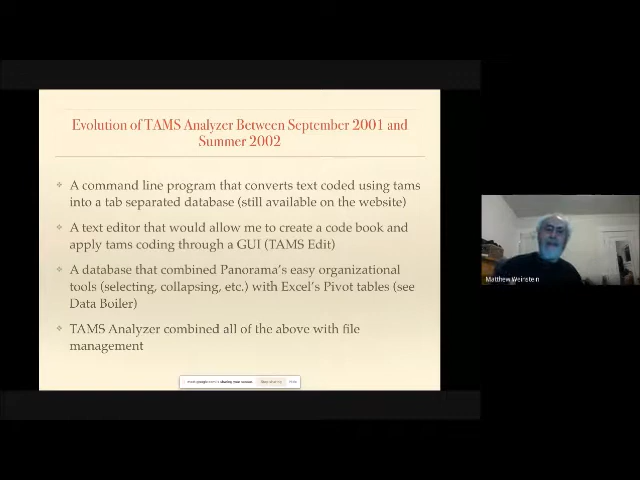 Evolution of TAMS Analyzer Between September 2001 and
Summer 2002
A command line program that converts text coded using tams
into a tab separated database (still available on the website)
A text editor that would allow me to create a code book and
apply tams coding through a GUI (TAMS Edit)
A database that combined Panorama's easy organizational
tools (selecting, collapsing, etc.) with Excel's Pivot tables (see
Data Boiler)
TAMS Analyzer combined all of the above with file
management
Matthew Weinstein